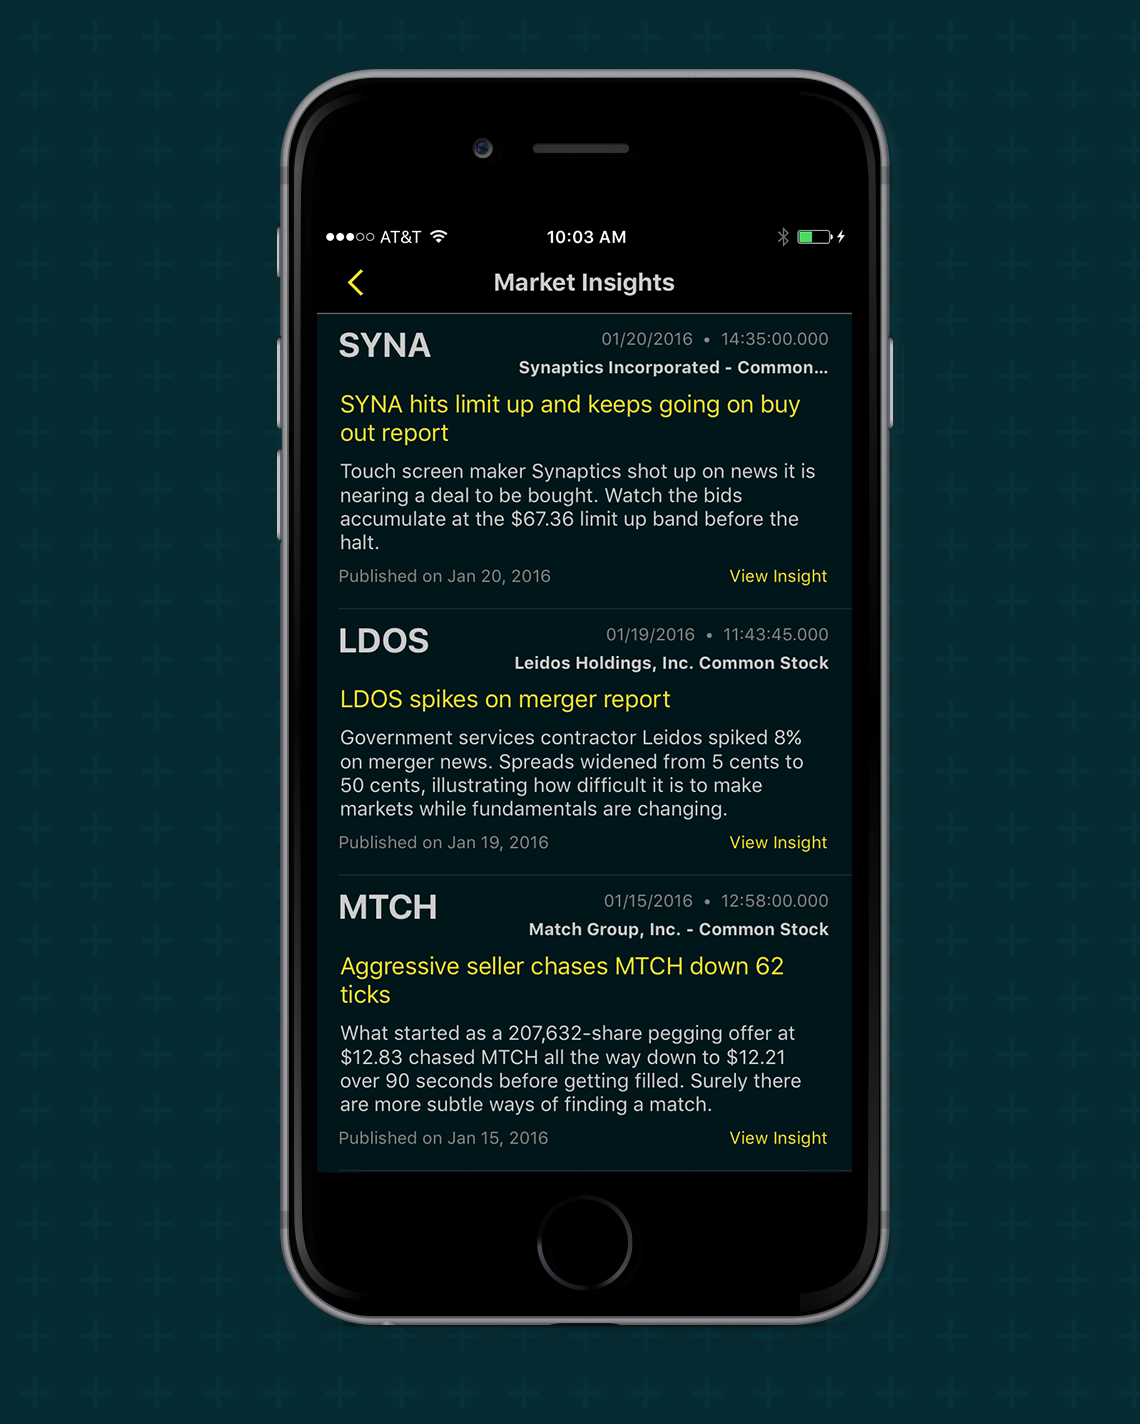 AT&T 10:03 AM
Market Insights
SYNA 01/20/2016 • 14:35:00.000
Synaptics Incorporated - Common...
SYNA hits limit up and keeps going on buy
out report
Touch screen maker Synaptics shot up on news it is
nearing a deal to be bought. Watch the bids
accumulate at the $67.36 limit up band before the
halt.
Published on Jan 20, 2016 View Insight
LDOS 01/19/2016 • 11:43:45.000
Leidos Holdings, Inc. Common Stock
LDOS spikes on merger report
Government services contractor Leidos spiked 8%
on merger news. Spreads widened from 5 cents to
50 cents, illustrating how difficult it is to make
markets while fundamentals are changing.
Published on Jan 19, 2016 View Insight
MTCH 01/15/2016 • 12:58:00.000
Match Group, Inc. - Common Stock
Aggressive seller chases MTCH down 62
ticks
What started as a 207,632-share pegging offer at
$12.83 chased MTCH all the way down to $12.21
over 90 seconds before getting filled. Surely there
are more subtle ways of finding a match.
Published on Jan 15, 2016 View Insight